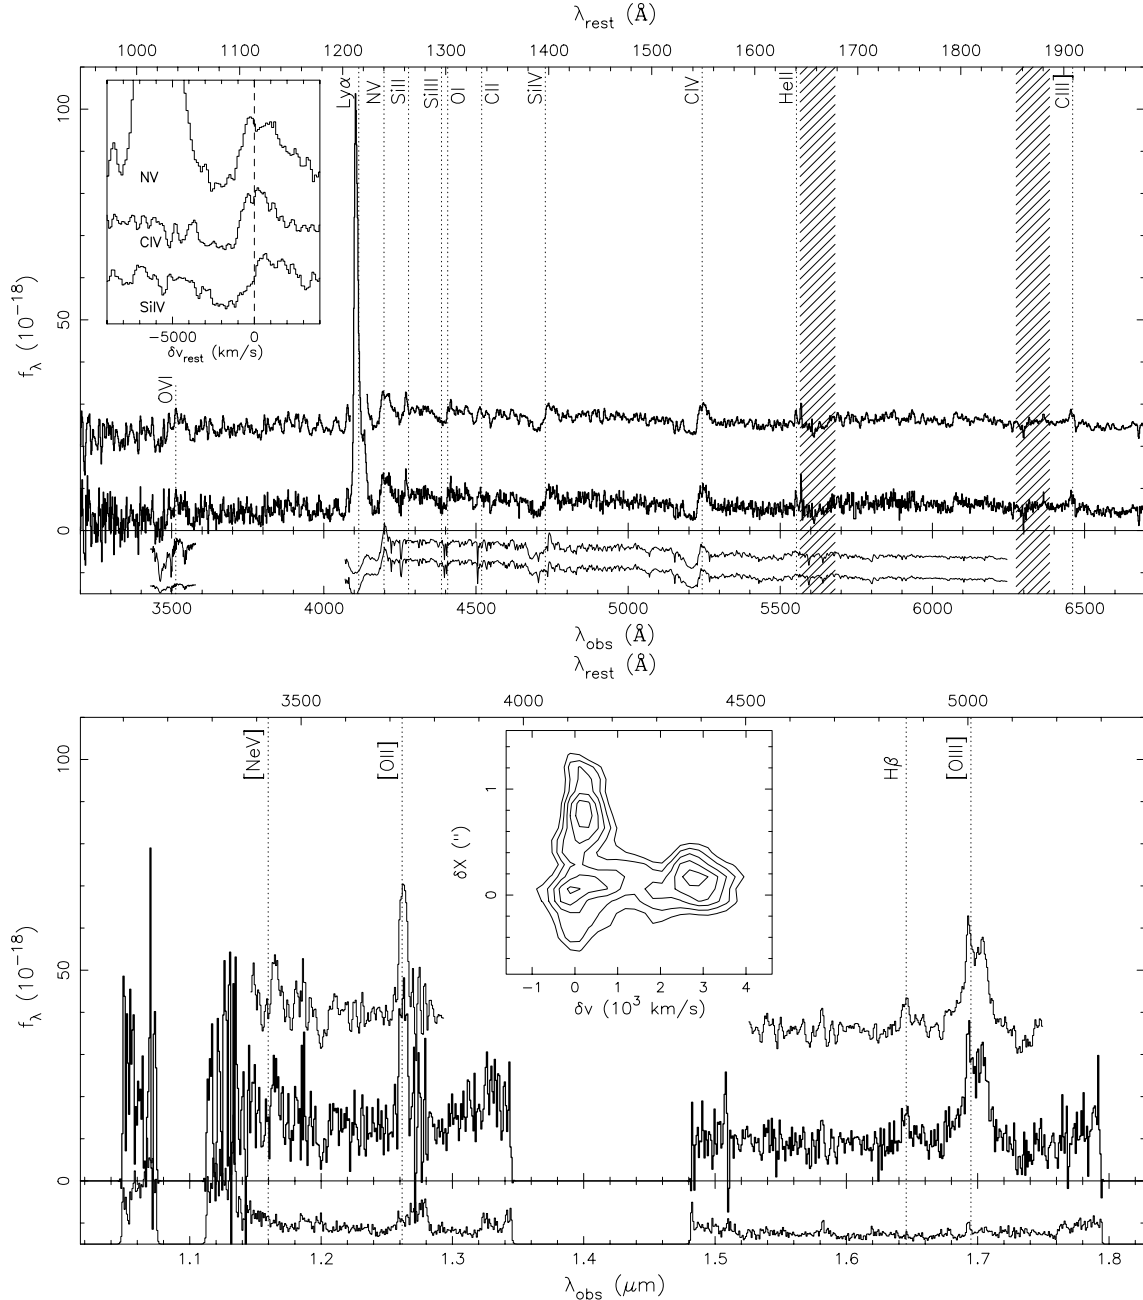 λrest (Å)
1000 1100 1200 1300 1400 1500 1600 1700 1800 1900
Lyα NV SiII SiIII OI CII SiIV CIV HeII CIII]
100
50
0
fλ (10−18)
NV
CIV
SiIV
−5000 0
δvrest (km/s)
OVI
3500 4000 4500 5000 5500 6000 6500
λobs (Å)
λrest (Å)
3500 4000 4500 5000
[NeV] [OII] Hβ [OIII]
100
50
0
fλ (10−18)
δX (")
1
0
−1 0 1 2 3 4
δv (10³ km/s)
1.1 1.2 1.3 1.4 1.5 1.6 1.7 1.8
λobs (μm)